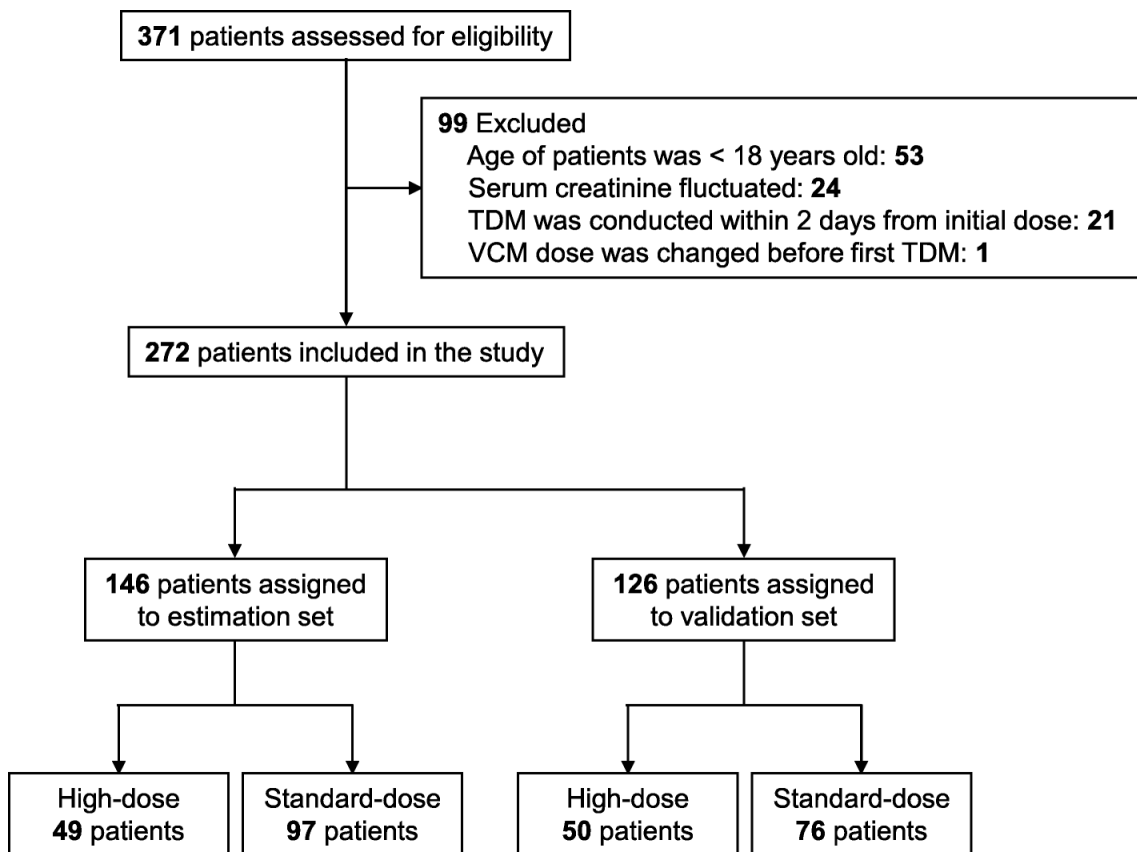 371 patients assessed for eligibility
99 Excluded
Age of patients was < 18 years old: 53
Serum creatinine fluctuated: 24
TDM was conducted within 2 days from initial dose: 21
VCM dose was changed before first TDM: 1
272 patients included in the study
146 patients assigned
to estimation set
126 patients assigned
to validation set
High-dose
49 patients
Standard-dose
97 patients
High-dose
50 patients
Standard-dose
76 patients